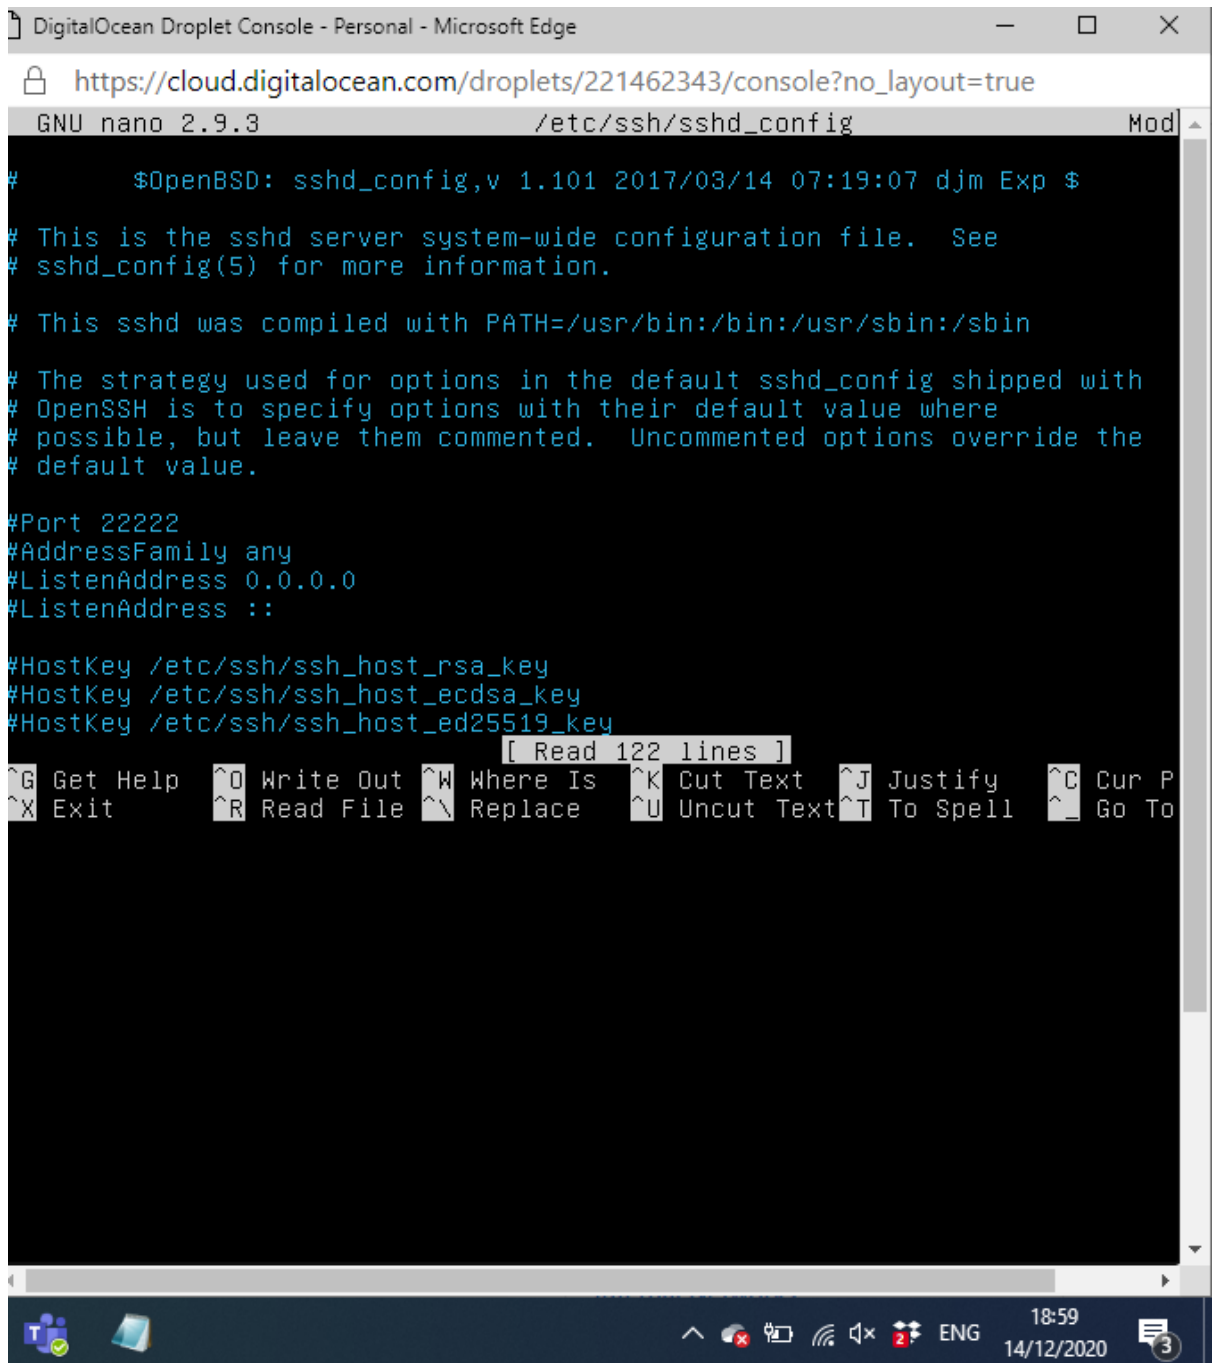 DigitalOcean Droplet Console - Personal - Microsoft Edge
https://cloud.digitalocean.com/droplets/221462343/console?no_layout=true
GNU nano 2.9.3 /etc/ssh/sshd_config Mod
# $OpenBSD: sshd_config,v 1.101 2017/03/14 07:19:07 djm Exp $
# This is the sshd server system-wide configuration file.  See
# sshd_config(5) for more information.
# This sshd was compiled with PATH=/usr/bin:/bin:/usr/sbin:/sbin
# The strategy used for options in the default sshd_config shipped with
# OpenSSH is to specify options with their default value where
# possible, but leave them commented.  Uncommented options override the
# default value.
#Port 22222
#AddressFamily any
#ListenAddress 0.0.0.0
#ListenAddress ::
#HostKey /etc/ssh/ssh_host_rsa_key
#HostKey /etc/ssh/ssh_host_ecdsa_key
#HostKey /etc/ssh/ssh_host_ed25519_key
[ Read 122 lines ]
^G Get Help ^O Write Out ^W Where Is ^K Cut Text ^J Justify ^C Cur P
^X Exit ^R Read File ^\ Replace ^U Uncut Text ^T To Spell ^_ Go To
T 2 ENG 18:59
14/12/2020 3